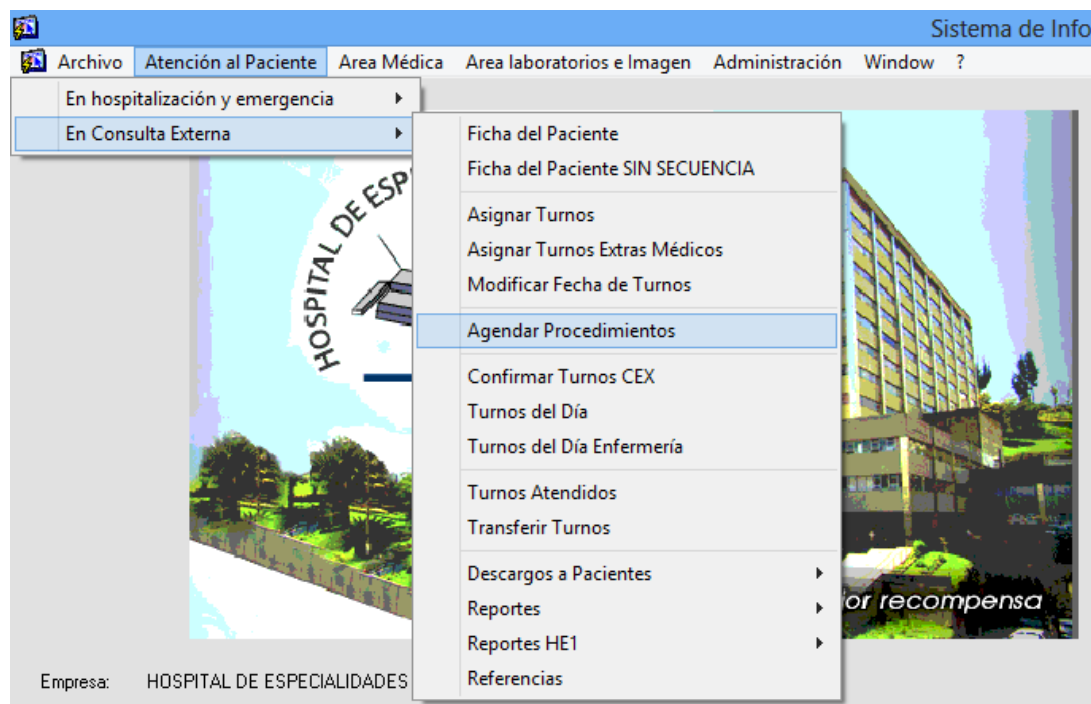 Sistema de Info
Archivo Atención al Paciente Area Médica Area laboratorios e Imagen Administración Window ?
En hospitalización y emergencia
En Consulta Externa
Ficha del Paciente
Ficha del Paciente SIN SECUENCIA
Asignar Turnos
Asignar Turnos Extras Médicos
Modificar Fecha de Turnos
Agendar Procedimientos
Confirmar Turnos CEX
Turnos del Día
Turnos del Día Enfermería
Turnos Atendidos
Transferir Turnos
Descargos a Pacientes
Reportes
Reportes HE1
Referencias
HOSPITAL DE ESP
or recompensa
Empresa: HOSPITAL DE ESPECIALIDADES